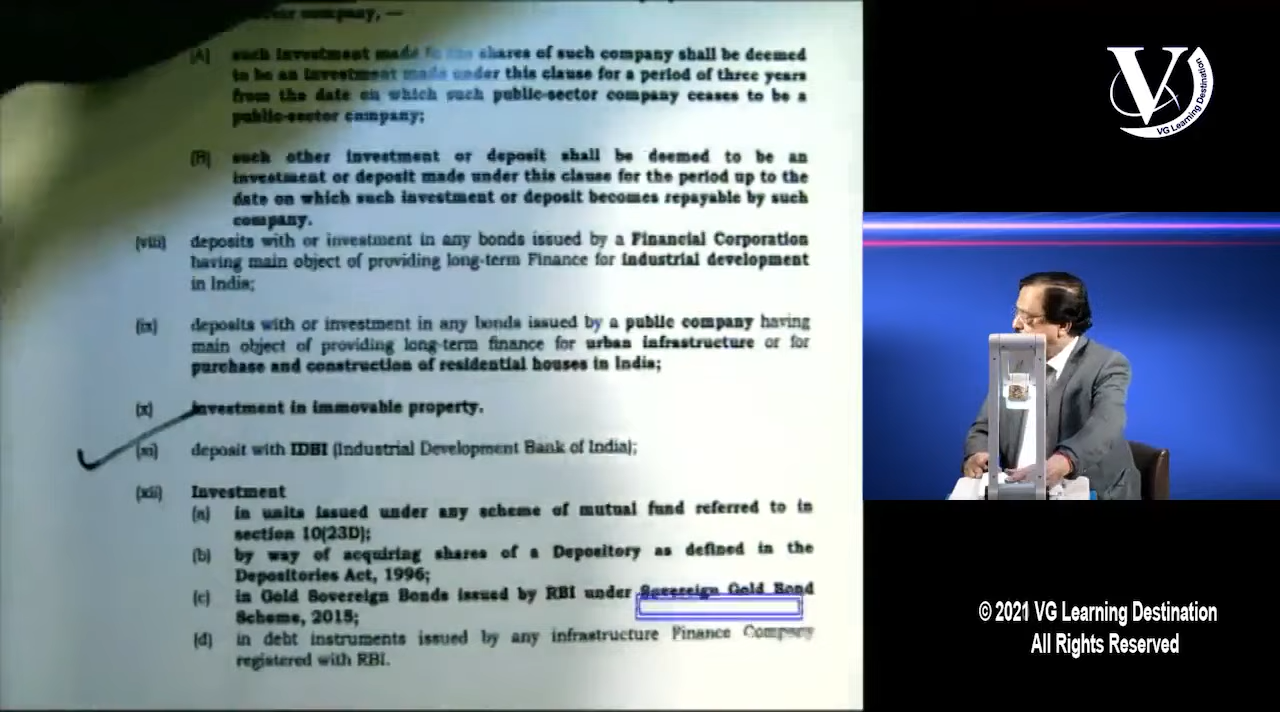 company, —
(A) such investment made in the shares of such company shall be deemed
to be an investment made under this clause for a period of three years
from the date on which such public-sector company ceases to be a
public-sector company;
(B) such other investment or deposit shall be deemed to be an
investment or deposit made under this clause for the period up to the
date on which such investment or deposit becomes repayable by such
company.
(viii) deposits with or investment in any bonds issued by a Financial Corporation
having main object of providing long-term Finance for industrial development
in India;
(ix) deposits with or investment in any bonds issued by a public company having
main object of providing long-term finance for urban infrastructure or for
purchase and construction of residential houses in India;
(x) investment in immovable property.
(xi) deposit with IDBI (Industrial Development Bank of India);
(xii) Investment
(a) in units issued under any scheme of mutual fund referred to in
section 10(23D);
(b) by way of acquiring shares of a Depository as defined in the
Depositories Act, 1996;
(c) in Gold Sovereign Bonds issued by RBI under Sovereign Gold Bond
Scheme, 2015;
(d) in debt instruments issued by any infrastructure Finance Company
registered with RBI.
V
VG Learning Destination
© 2021 VG Learning Destination
All Rights Reserved